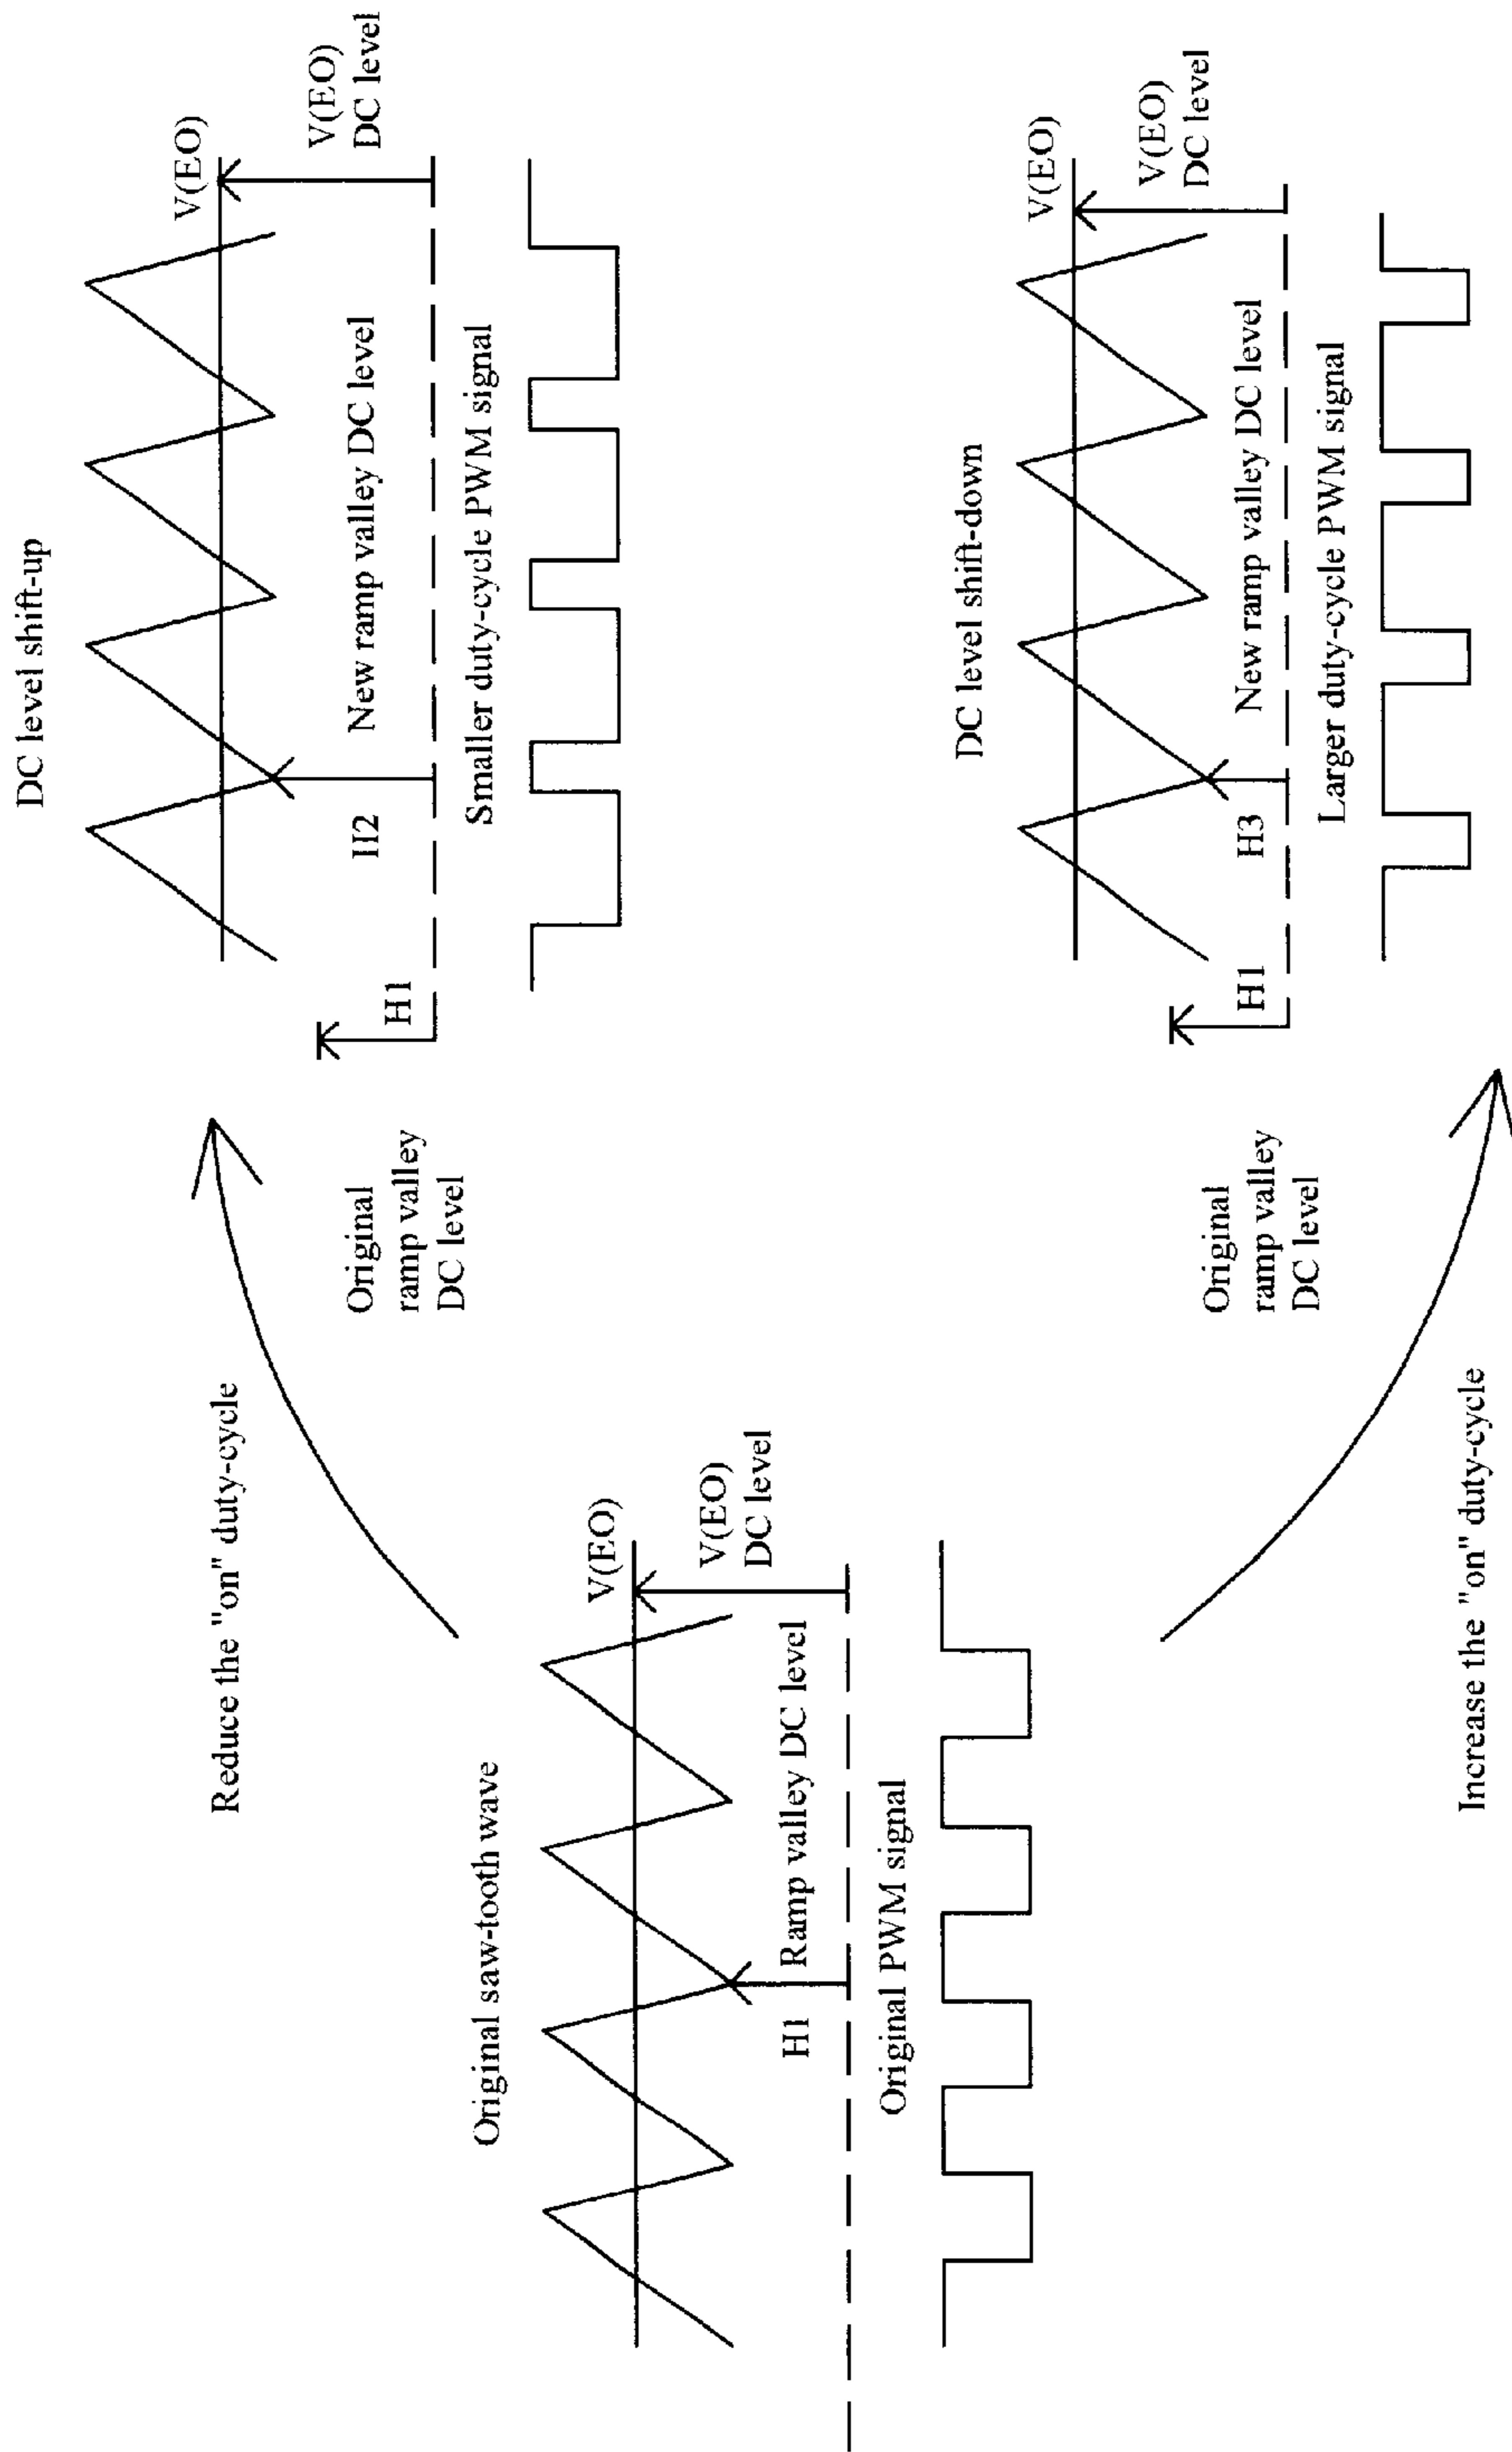 Original saw-tooth wave
V(EO)
V(EO)
DC level
H1
Ramp valley DC level
Original PWM signal
Reduce the "on" duty-cycle
DC level shift-up
V(EO)
V(EO)
DC level
Original
ramp valley
DC level
H1
H2
New ramp valley DC level
Smaller duty-cycle PWM signal
Increase the "on" duty-cycle
DC level shift-down
V(EO)
V(EO)
DC level
Original
ramp valley
DC level
H1
H3
New ramp valley DC level
Larger duty-cycle PWM signal